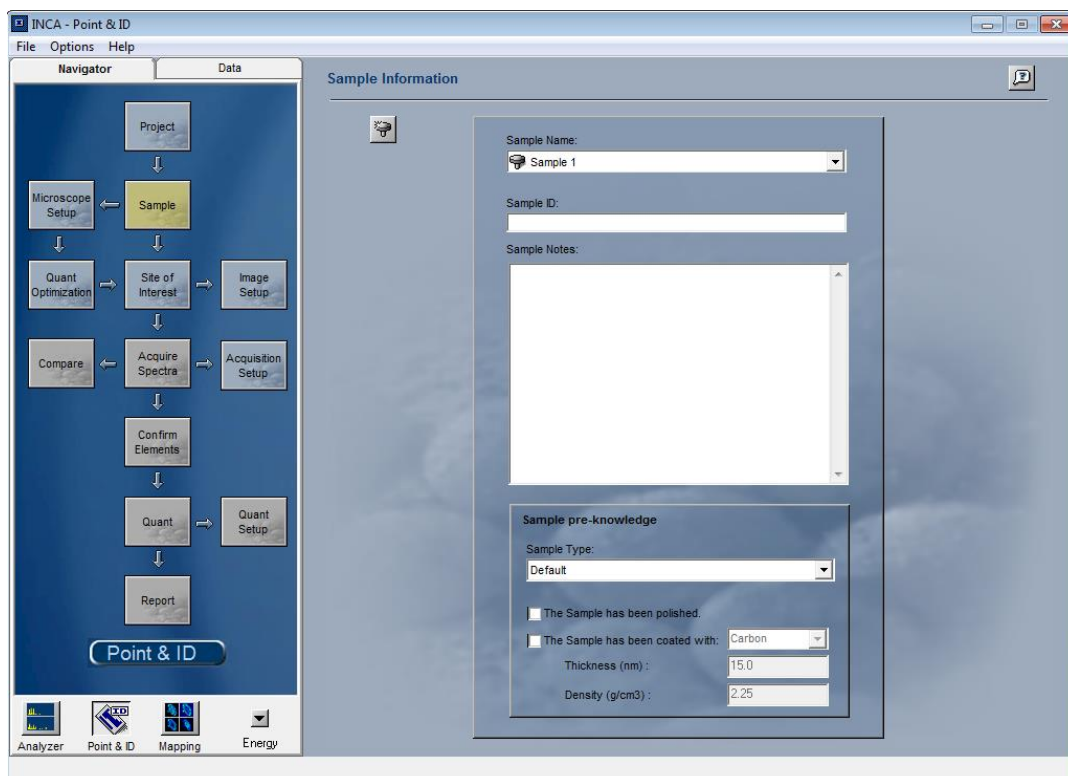 INCA - Point & ID
File Options Help
Navigator Data
Project
Microscope
Setup
Sample
Quant
Optimization
Site of
Interest
Image
Setup
Compare
Acquire
Spectra
Acquisition
Setup
Confirm
Elements
Quant
Quant
Setup
Report
Point & ID
Analyzer
ID
Point & ID
Mapping
Energy
Sample Information
Sample Name:
Sample 1
Sample ID:
Sample Notes:
Sample pre-knowledge
Sample Type:
Default
The Sample has been polished.
The Sample has been coated with: Carbon
Thickness (nm) : 15.0
Density (g/cm3) : 2.25